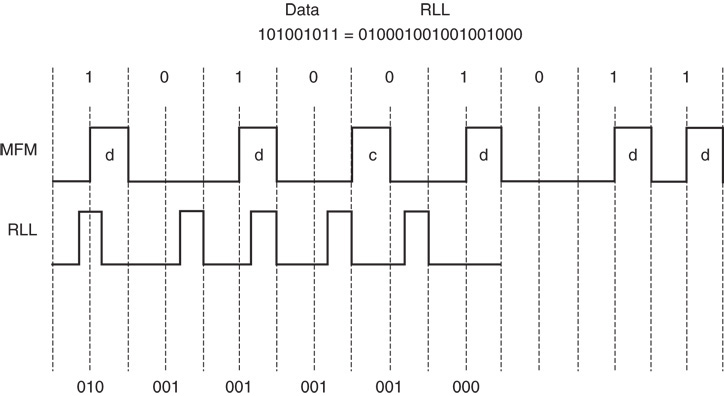 Data RLL
101001011 = 010001001001001000
1 0 1 0 0 1 0 1 1
MFM d d c d d d
RLL
010 001 001 001 001 000